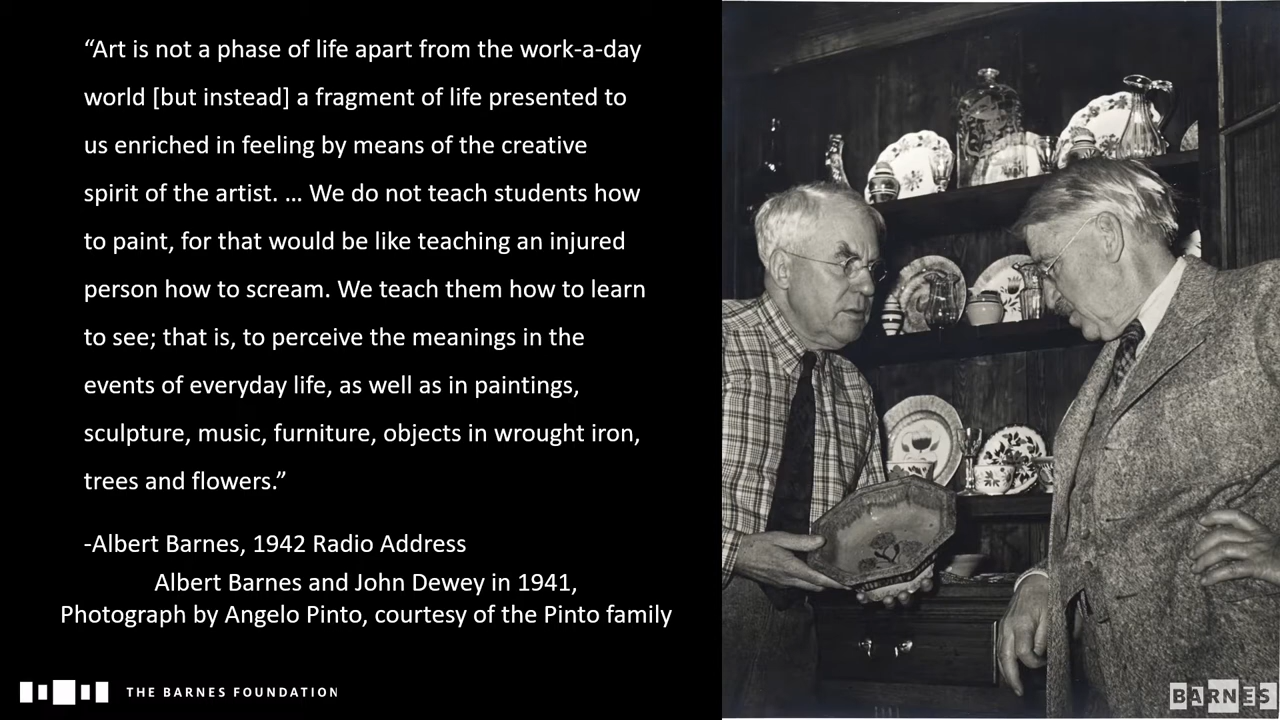 “Art is not a phase of life apart from the work-a-day
world [but instead] a fragment of life presented to
us enriched in feeling by means of the creative
spirit of the artist. … We do not teach students how
to paint, for that would be like teaching an injured
person how to scream. We teach them how to learn
to see; that is, to perceive the meanings in the
events of everyday life, as well as in paintings,
sculpture, music, furniture, objects in wrought iron,
trees and flowers.”
-Albert Barnes, 1942 Radio Address
Albert Barnes and John Dewey in 1941,
Photograph by Angelo Pinto, courtesy of the Pinto family
THE BARNES FOUNDATION
BARNES